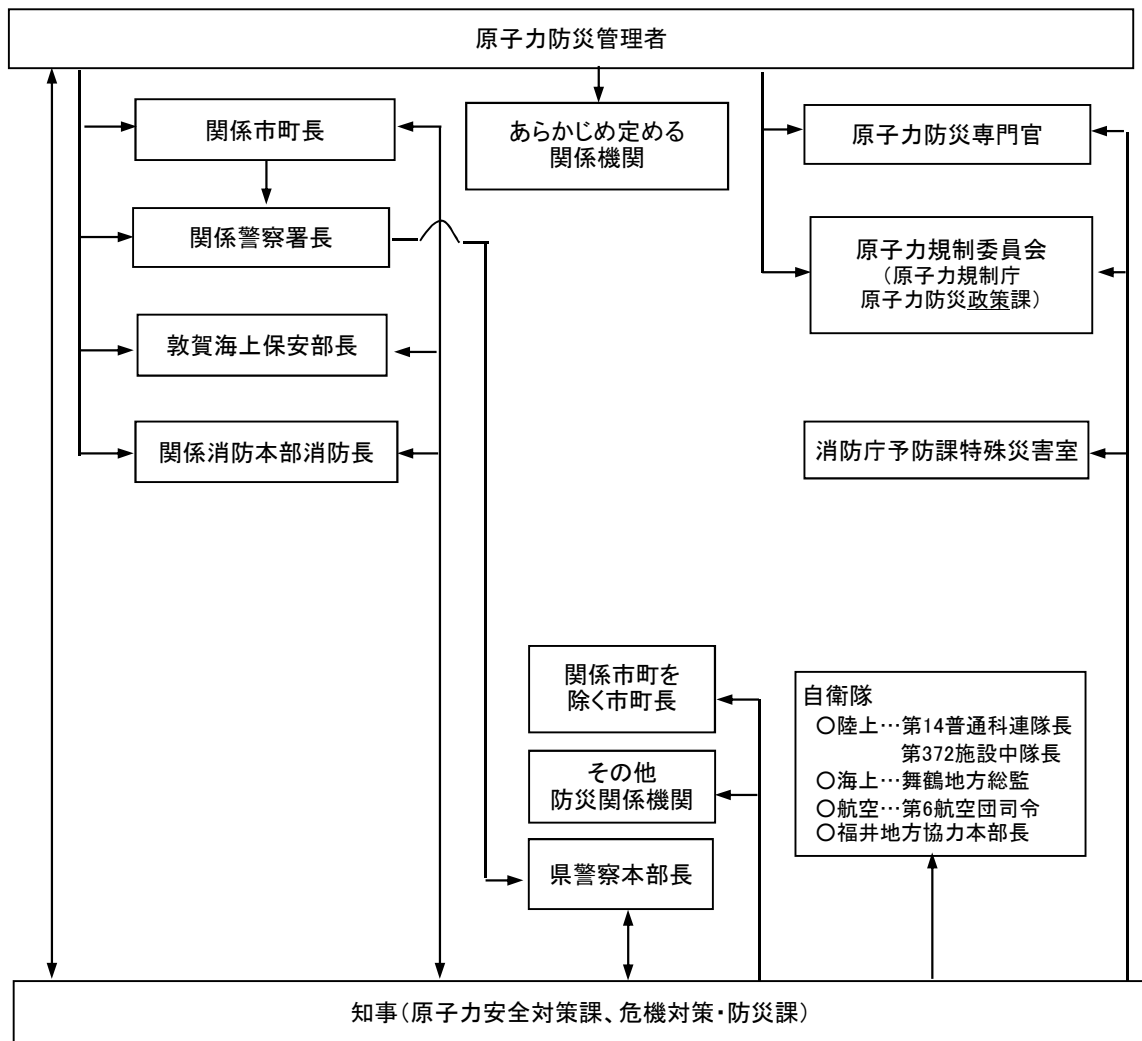 原子力防災管理者
関係市町長
あらかじめ定める
関係機関
原子力防災専門官
関係警察署長
原子力規制委員会
（原子力規制庁
原子力防災政策課）
敦賀海上保安部長
関係消防本部消防長
消防庁予防課特殊災害室
関係市町を
除く市町長
その他
防災関係機関
県警察本部長
自衛隊
○陸上…第14普通科連隊長
第372施設中隊長
○海上…舞鶴地方総監
○航空…第6航空団司令
○福井地方協力本部長
知事（原子力安全対策課、危機対策・防災課）